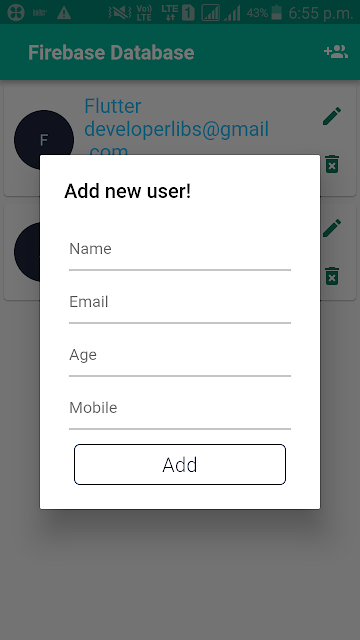 Vo)) LTE
LTE
1
43%
6:55 p.m.
Firebase Database
Flutter
developerlibs@gmail
.com
F
Add new user!
Name
Email
Age
Mobile
Add